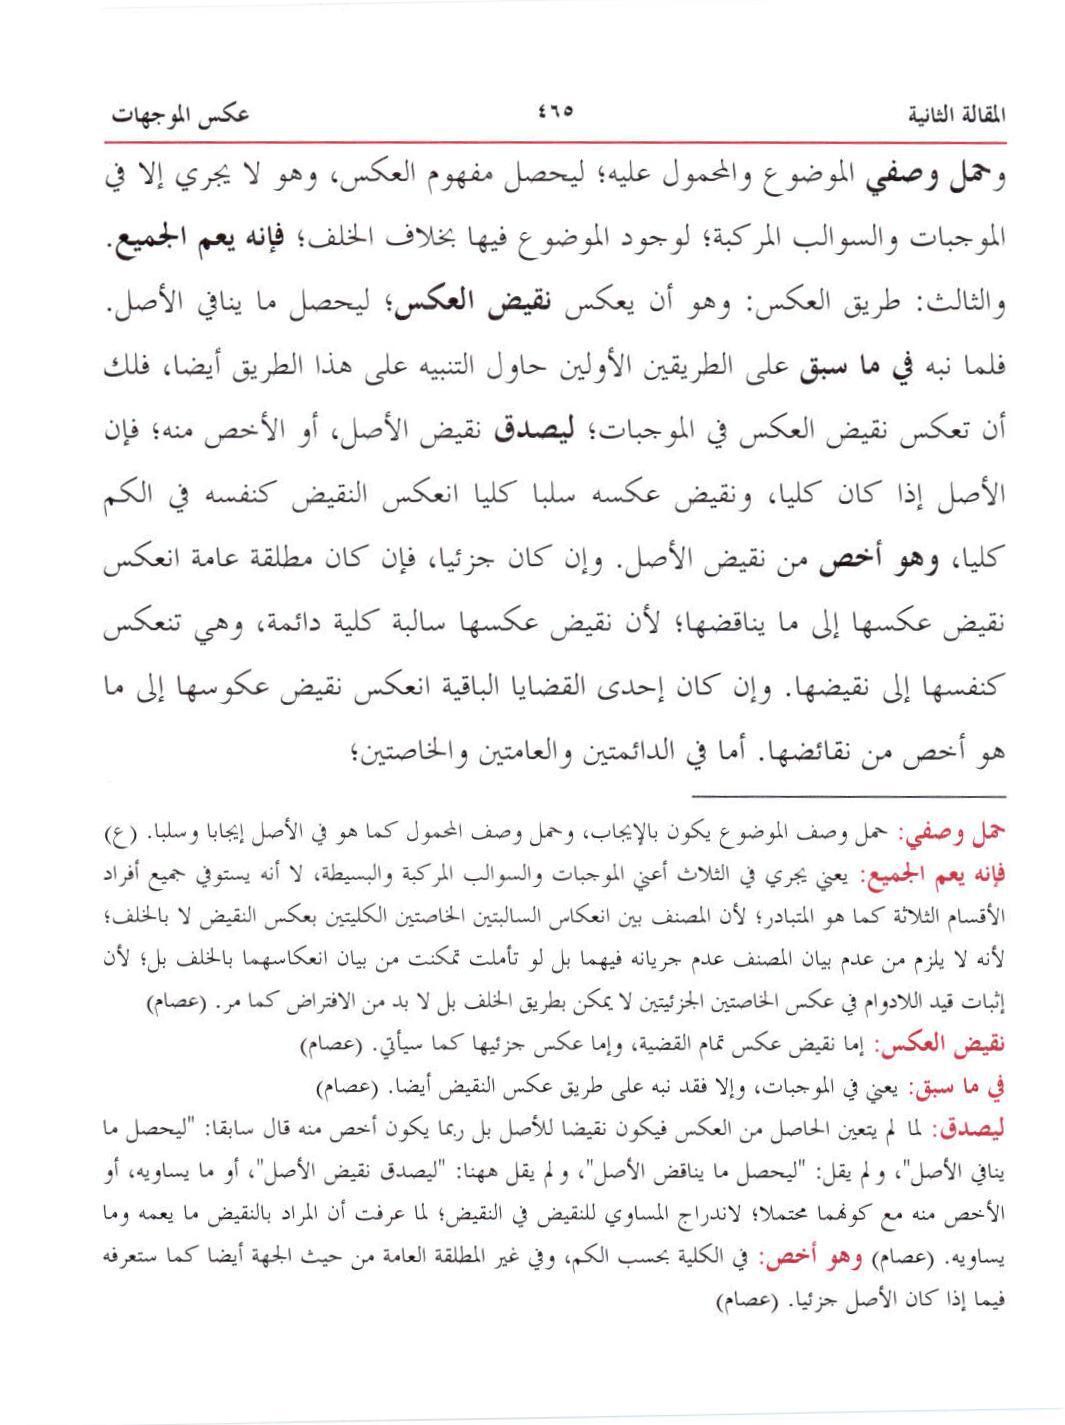 المقالة الثانية ٤٦٥ عكس الموجهات
وحمل وصفي الموضوع والمحمول عليه؛ ليحصل مفهوم العكس، وهو لا يجري إلا في
الموجبات والسوالب المركبة؛ لوجود الموضوع فيها بخلاف الخلف؛ فإنه يعم الجميع.
والثالث: طريق العكس: وهو أن يعكس نقيض العكس؛ ليحصل ما ينافي الأصل.
فلما نبه في ما سبق على الطريقين الأولين حاول التنبيه على هذا الطريق أيضا، فلك
أن تعكس نقيض العكس في الموجبات؛ ليصدق نقيض الأصل، أو الأخص منه؛ فإن
الأصل إذا كان كليا، ونقيض عكسه سلبا كليا انعكس النقيض كنفسه في الكم
كليا، وهو أخص من نقيض الأصل. وإن كان جزئيا، فإن كان مطلقة عامة انعكس
نقيض عكسها إلى ما يناقضها؛ لأن نقيض عكسها سالبة كلية دائمة، وهي تنعكس
كنفسها إلى نقيضها. وإن كان إحدى القضايا الباقية انعكس نقيض عكوسها إلى ما
هو أخص من نقائضها. أما في الدائمتين والعامتين والخاصتين؛
حمل وصفي: حمل وصف الموضوع يكون بالإيجاب، وحمل وصف المحمول كما هو في الأصل إيجابا وسلبا. (ع)
فإنه يعم الجميع: يعني يجري في الثلاث أعني الموجبات والسوالب المركبة والبسيطة، لا أنه يستوفي جميع أفراد
الأقسام الثلاثة كما هو المتبادر؛ لأن المصنف بين انعكاس السالبتين الخاصتين الكليتين بعكس النقيض لا بالخلف؛
لأنه لا يلزم من عدم بيان المصنف عدم جريانه فيهما بل لو تأملت تمكنت من بيان انعكاسهما بالخلف بل؛ لأن
إثبات قيد اللادوام في عكس الخاصتين الجزئيتين لا يمكن بطريق الخلف بل لا بد من الافتراض كما مر. (عصام)
نقيض العكس: إما نقيض عكس تمام القضية، وإما عكس جزئيها كما سيأتي. (عصام)
في ما سبق: يعني في الموجبات، وإلا فقد نبه على طريق عكس النقيض أيضا. (عصام)
ليصدق: لما لم يتعين الحاصل من العكس فيكون نقيضا للأصل بل ربما يكون أخص منه قال سابقا: "ليحصل ما
ينافي الأصل"، ولم يقل: "ليحصل ما يناقض الأصل"، ولم يقل ههنا: "ليصدق نقيض الأصل"، أو ما يساويه، أو
الأخص منه مع كونهما محتملا؛ لاندراج المساوي للنقيض في النقيض؛ لما عرفت أن المراد بالنقيض ما يعمه وما
يساويه. (عصام) وهو أخص: في الكلية بحسب الكم، وفي غير المطلقة العامة من حيث الجهة أيضا كما ستعرفه
فيما إذا كان الأصل جزئيا. (عصام)